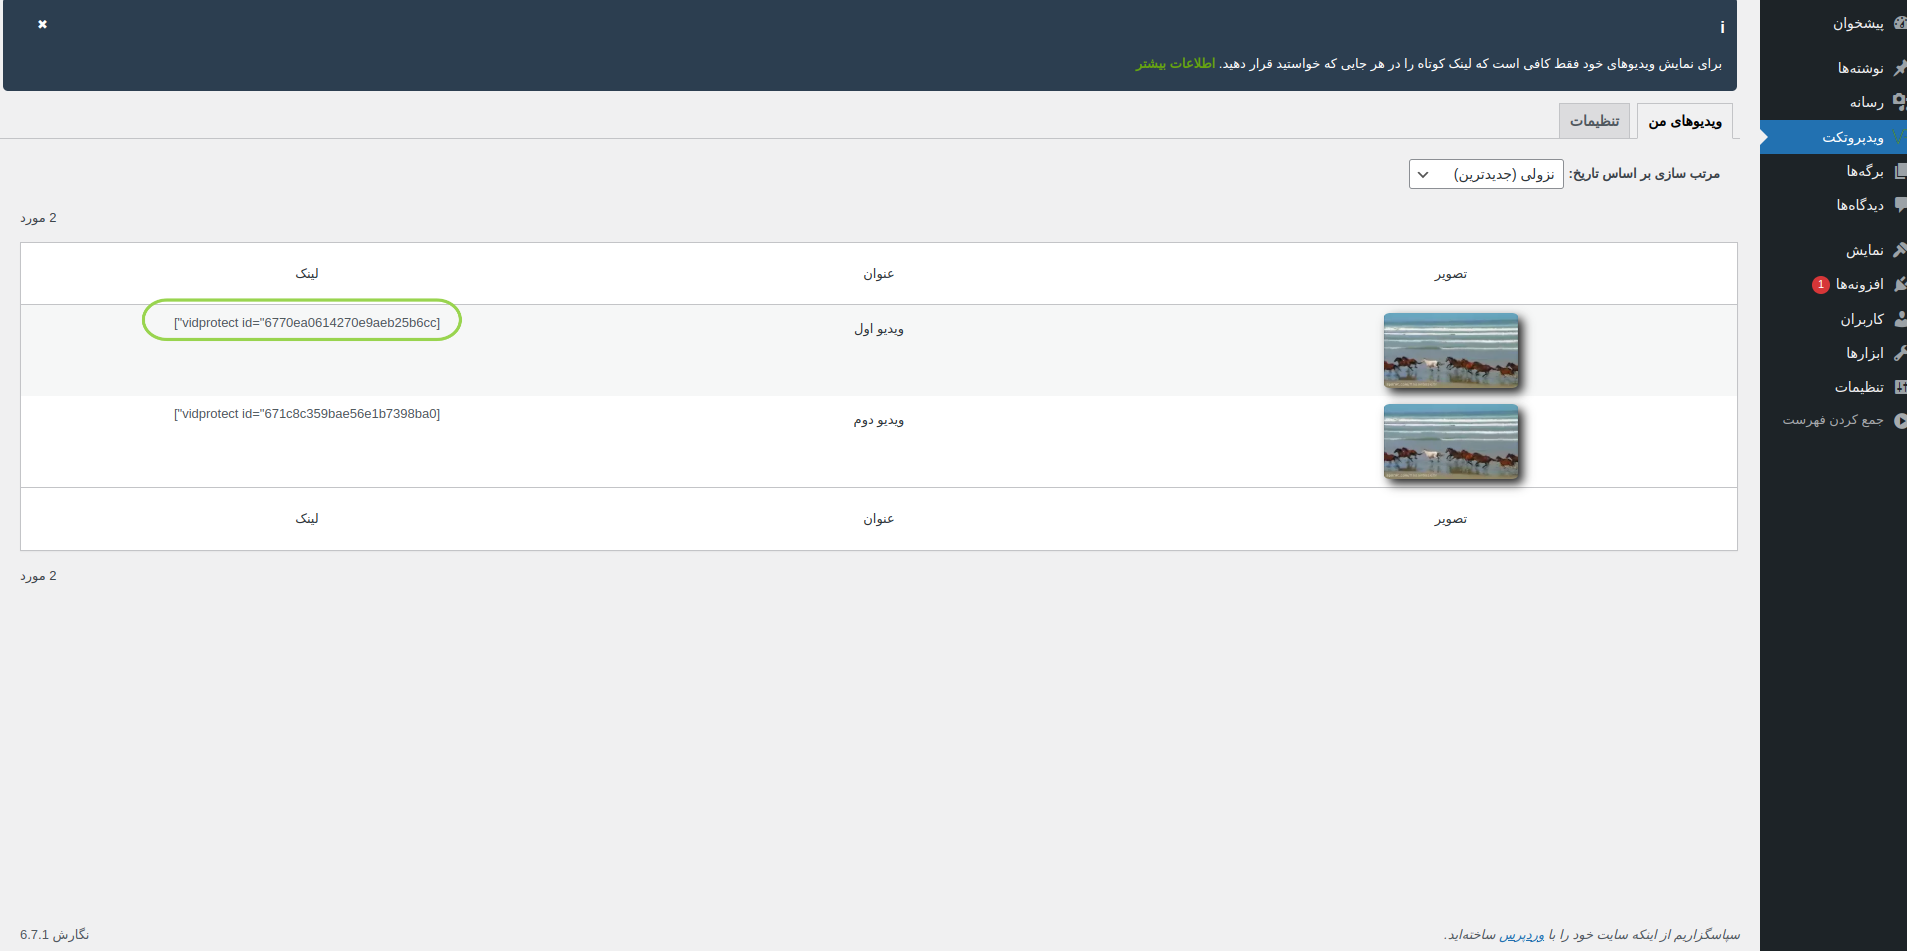 پیشخوان
نوشته‌ها
رسانه
ویدپروتکت
برگه‌ها
دیدگاه‌ها
نمایش
افزونه‌ها 1
کاربران
ابزارها
تنظیمات
جمع کردن فهرست
i
✖
برای نمایش ویدیوهای خود فقط کافی است که لینک کوتاه را در هر جایی که خواستید قرار دهید. اطلاعات بیشتر
ویدیوهای من تنظیمات
مرتب سازی بر اساس تاریخ: نزولی (جدیدترین)
2 مورد
تصویر عنوان لینک
ویدیو اول ["vidprotect id="6770ea0614270e9aeb25b6cc]
ویدیو دوم ["vidprotect id="671c8c359bae56e1b7398ba0]
تصویر عنوان لینک
2 مورد
سپاسگزاریم از اینکه سایت خود را با وردپرس ساخته‌اید. نگارش 6.7.1